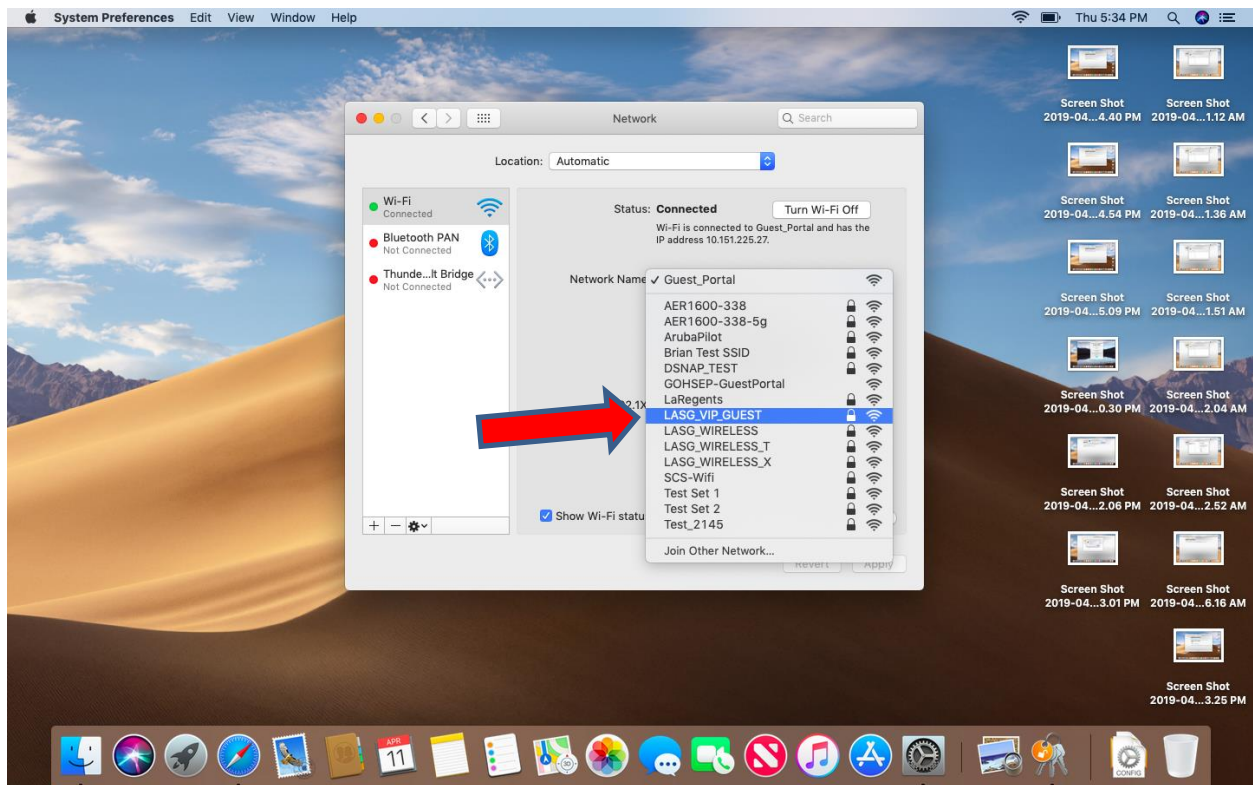 System Preferences Edit View Window Help Thu 5:34 PM
Network Search
Location: Automatic
Wi-Fi
Connected
Bluetooth PAN
Not Connected
Thunde...lt Bridge
Not Connected
Status: Connected Turn Wi-Fi Off
Wi-Fi is connected to Guest_Portal and has the
IP address 10.151.225.27.
Network Name ✓ Guest_Portal
AER1600-338
AER1600-338-5g
ArubaPilot
Brian Test SSID
DSNAP_TEST
GOHSEP-GuestPortal
LaRegents
02.1X
LASG_VIP_GUEST
LASG_WIRELESS
LASG_WIRELESS_T
LASG_WIRELESS_X
SCS-Wifi
Test Set 1
Test Set 2
Test_2145
Join Other Network...
Show Wi-Fi statu
Revert Apply
Screen Shot
2019-04...4.40 PM
Screen Shot
2019-04...1.12 AM
Screen Shot
2019-04...4.54 PM
Screen Shot
2019-04...1.36 AM
Screen Shot
2019-04...5.09 PM
Screen Shot
2019-04...1.51 AM
Screen Shot
2019-04...0.30 PM
Screen Shot
2019-04...2.04 AM
Screen Shot
2019-04...2.06 PM
Screen Shot
2019-04...2.52 AM
Screen Shot
2019-04...3.01 PM
Screen Shot
2019-04...6.16 AM
Screen Shot
2019-04...3.25 PM
APR
11
3D
CONFIG